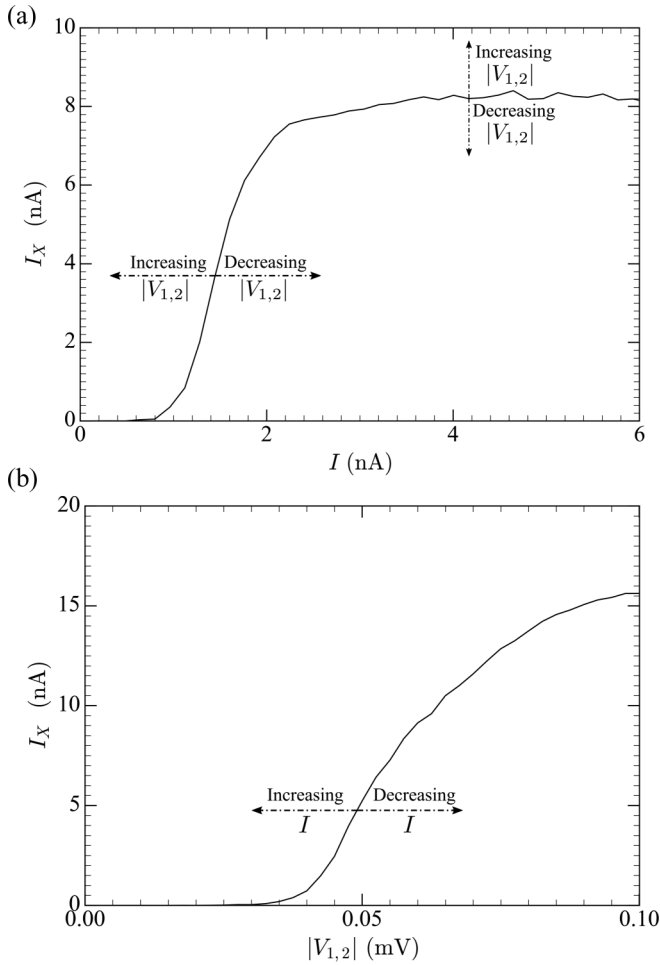 (a)
10
8
6
4
2
0
I_X (nA)
Increasing
|V_{1,2}|
Decreasing
|V_{1,2}|
Increasing Decreasing
|V_{1,2}| |V_{1,2}|
0 2 4 6
I (nA)
(b)
20
15
10
5
0
I_X (nA)
Increasing Decreasing
I I
0.00 0.05 0.10
|V_{1,2}| (mV)